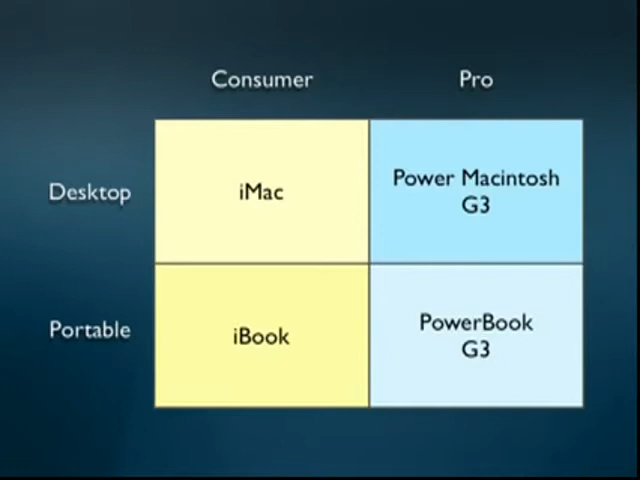 Consumer Pro
Desktop
iMac
Power Macintosh
G3
Portable
iBook
PowerBook
G3